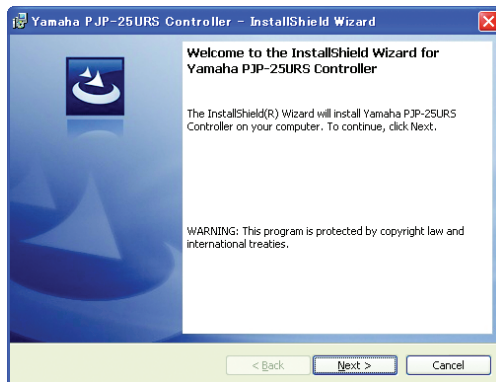 Yamaha PJP-25URS Controller - InstallShield Wizard
Welcome to the InstallShield Wizard for
Yamaha PJP-25URS Controller
The InstallShield(R) Wizard will install Yamaha PJP-25URS
Controller on your computer. To continue, click Next.
WARNING: This program is protected by copyright law and
international treaties.
< Back Next > Cancel